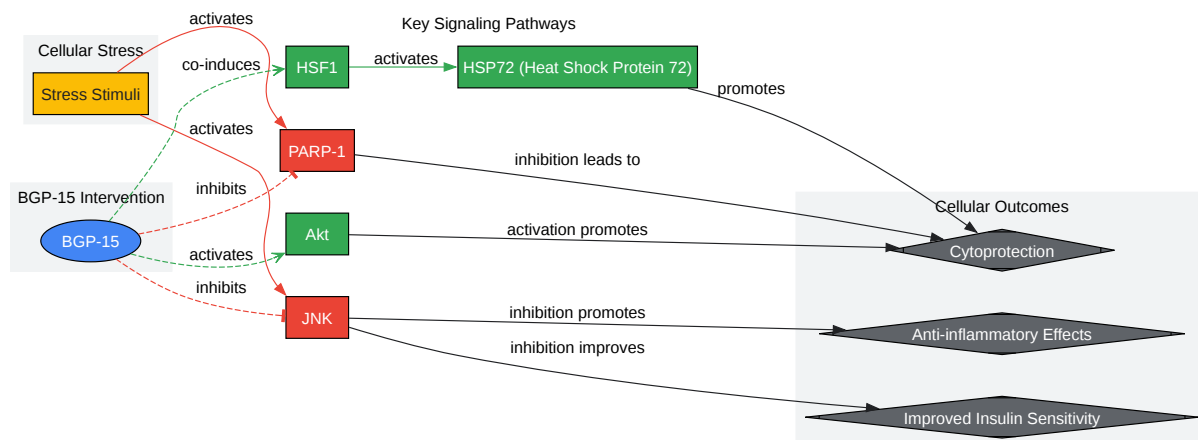 activates
Key Signaling Pathways
Cellular Stress
co-induces
HSF1
activates
HSP72 (Heat Shock Protein 72)
Stress Stimuli
promotes
activates
PARP-1
inhibition leads to
BGP-15 Intervention
inhibits
Cellular Outcomes
BGP-15
Akt
activation promotes
activates
Cytoprotection
inhibits
JNK
inhibition promotes
Anti-inflammatory Effects
inhibition improves
Improved Insulin Sensitivity